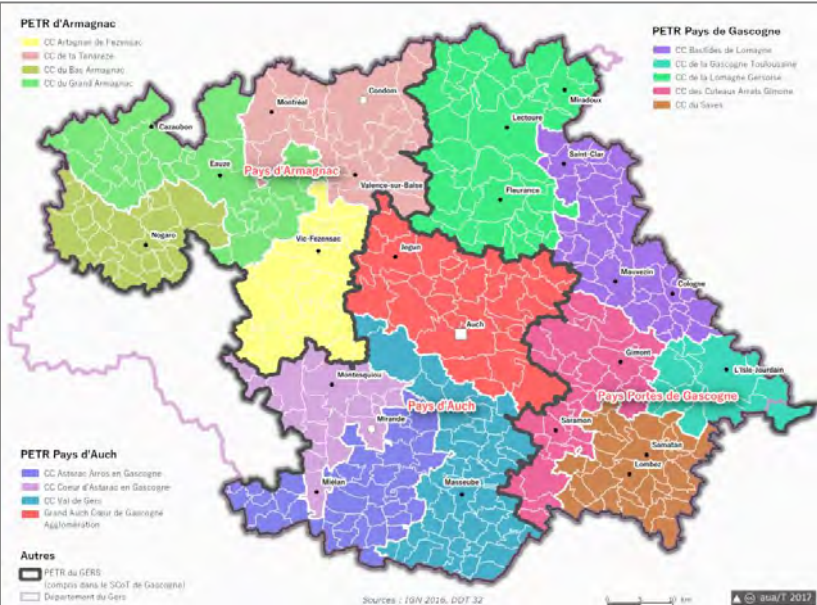 PETR d'Armagnac
CC Artagnan de Fezensac
CC de la Ténarèze
CC du Bas Armagnac
CC du Grand Armagnac
PETR Pays de Gascogne
CC Bastides de Lomagne
CC de la Gascogne Toulousaine
CC de la Lomagne Gersoise
CC des Coteaux Arrats Gimone
CC du Saves
Condom
Montréal
Miradoux
Cazaubon
Lectoure
Saint-Clar
Eauze
Pays d'Armagnac
Valence-sur-Baïse
Fleurance
Nogaro
Vic-Fezensac
Jegun
Mauvezin
Cologne
Auch
Gimont
L'Isle-Jourdain
Montesquiou
Pays d'Auch
Pays Portes de Gascogne
Mirande
Saramon
Samatan
Lombez
Mielan
Masseube
PETR Pays d'Auch
CC Astarac Arros en Gascogne
CC Coeur d'Astarac en Gascogne
CC Val de Gers
Grand Auch Cœur de Gascogne
Agglomération
Autres
PETR du GERS
(compris dans le SCoT de Gascogne)
Département du Gers
Sources : IGN 2016, DDT 32
0 5 10 km
aua/T 2017